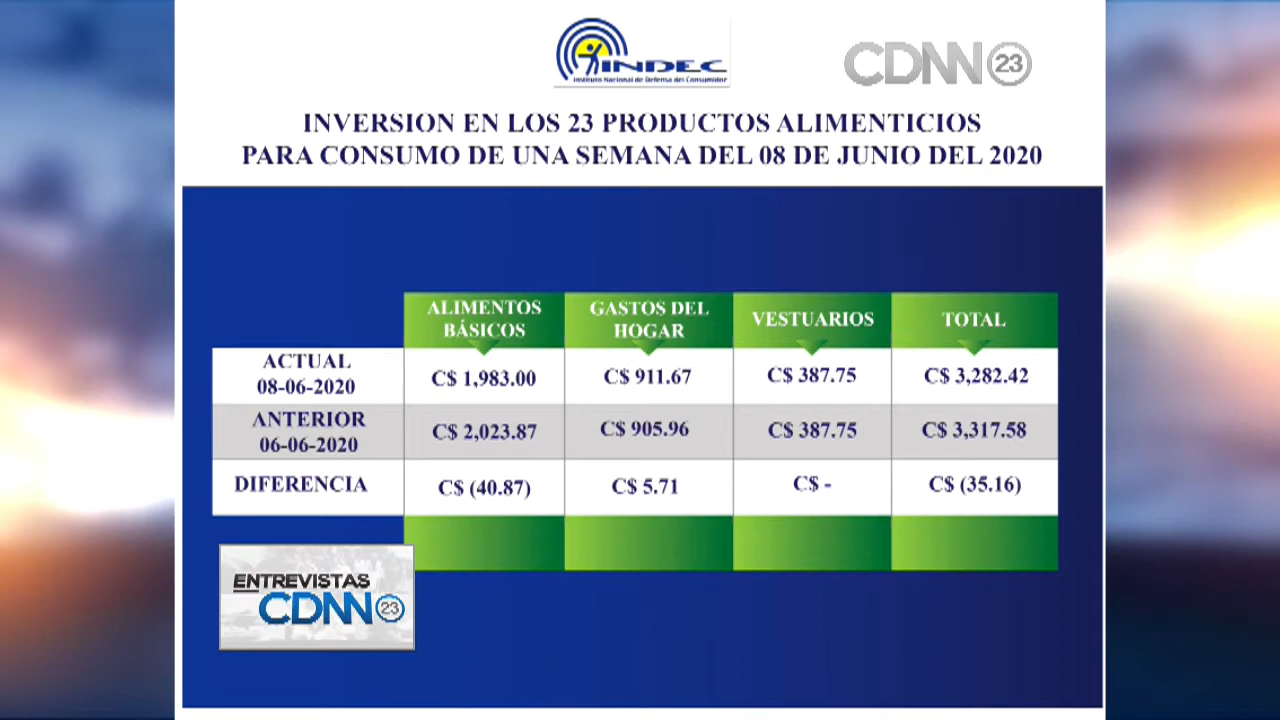 INDEC
Instituto Nacional de Defensa del Consumidor
CDNN 23
INVERSION EN LOS 23 PRODUCTOS ALIMENTICIOS
PARA CONSUMO DE UNA SEMANA DEL 08 DE JUNIO DEL 2020
ALIMENTOS BÁSICOS GASTOS DEL HOGAR VESTUARIOS TOTAL
ACTUAL 08-06-2020 C$ 1,983.00 C$ 911.67 C$ 387.75 C$ 3,282.42
ANTERIOR 06-06-2020 C$ 2,023.87 C$ 905.96 C$ 387.75 C$ 3,317.58
DIFERENCIA C$ (40.87) C$ 5.71 C$ - C$ (35.16)
ENTREVISTAS
CDNN 23